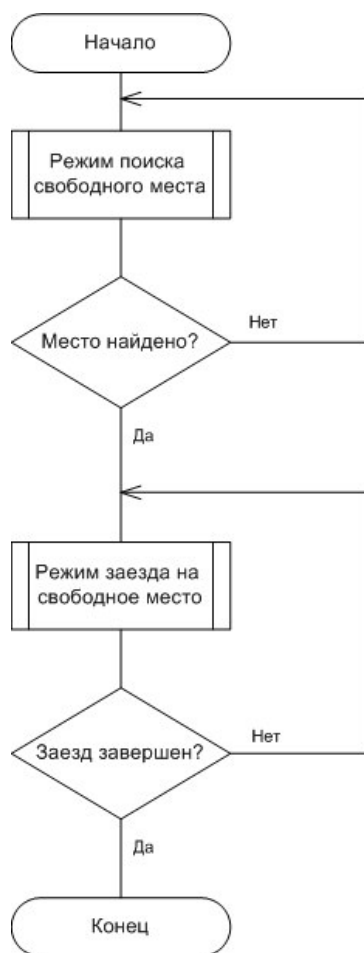 Начало
Режим поиска
свободного места
Место найдено?
Нет
Да
Режим заезда на
свободное место
Заезд завершен?
Нет
Да
Конец